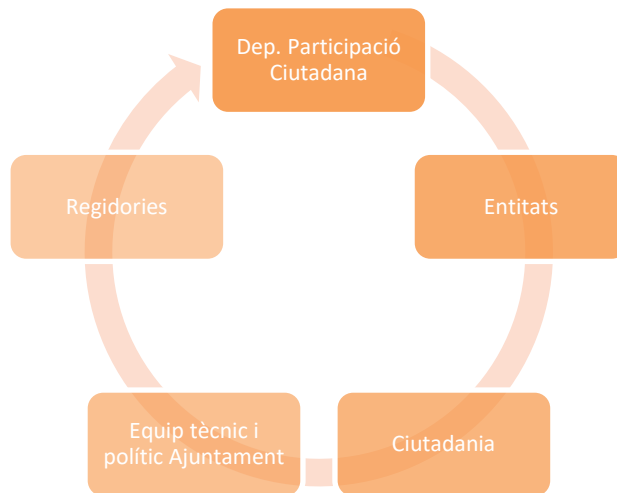 Dep. Participació
Ciutadana
Entitats
Ciutadania
Equip tècnic i
polític Ajuntament
Regidories